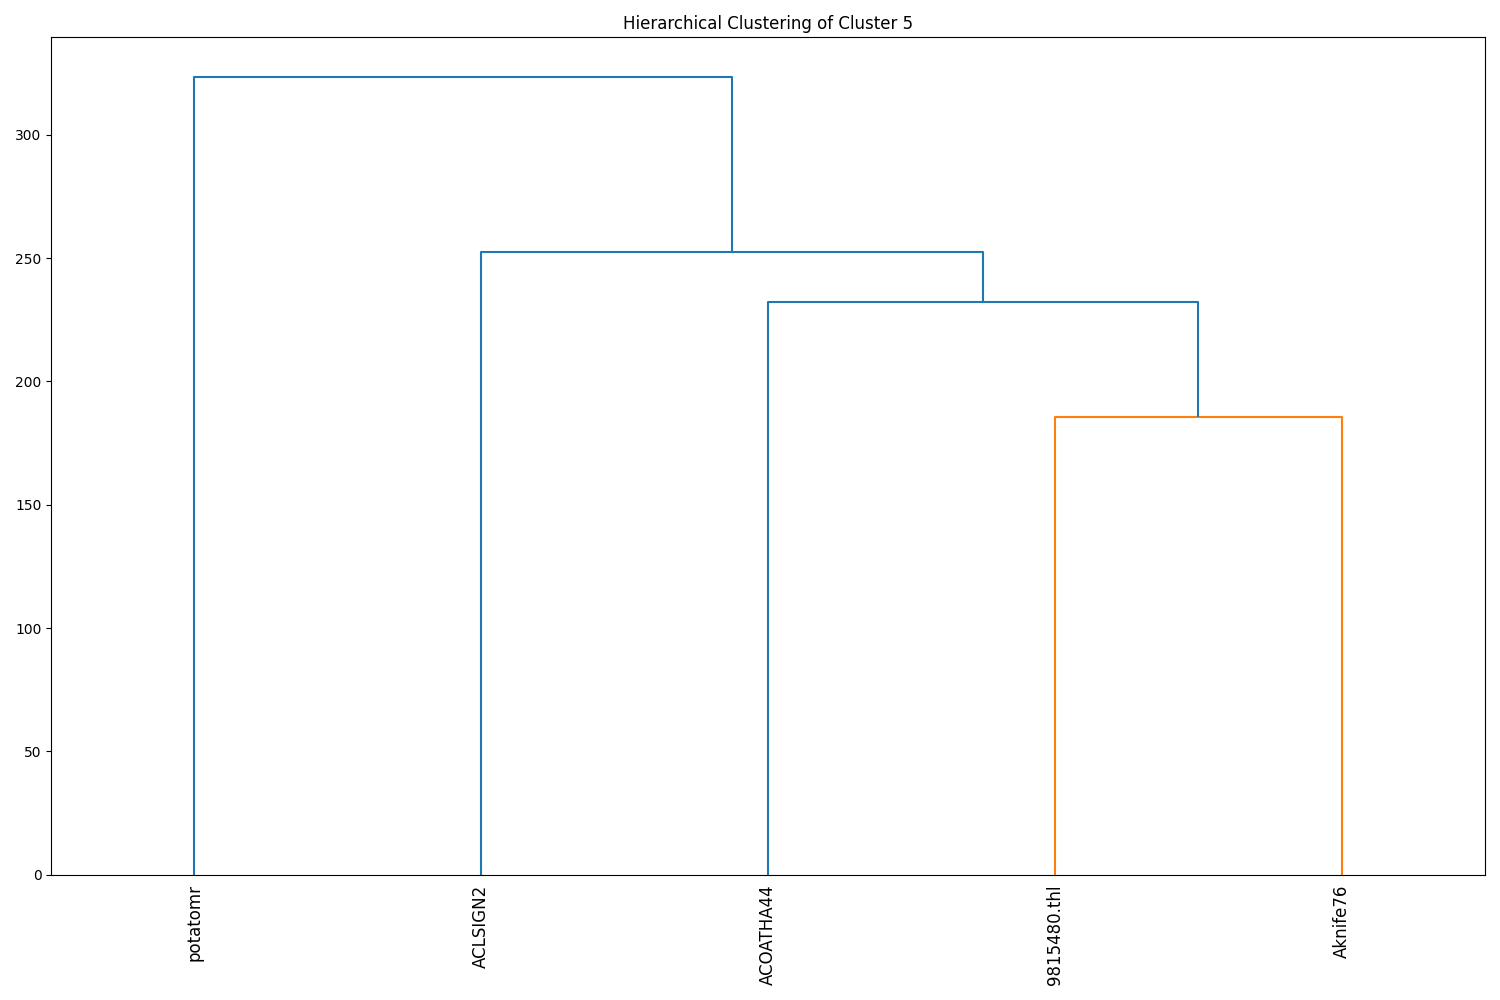 Hierarchical Clustering of Cluster 5
300
250
200
150
100
50
0
potatomr
ACLSIGN2
ACOATHA44
9815480.thl
Aknife76